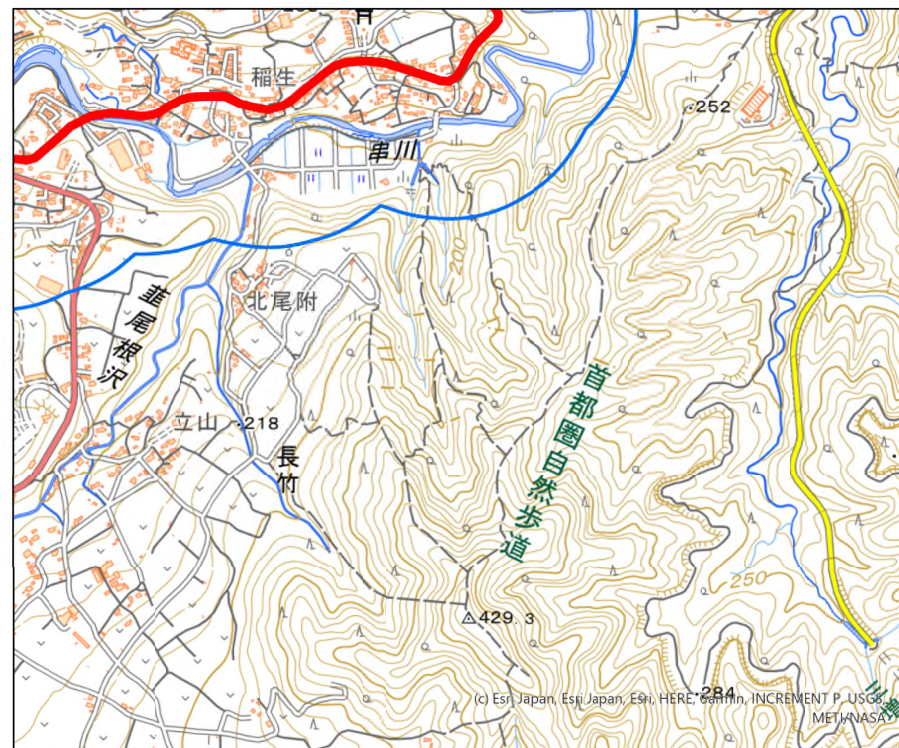 稲生
252
串川
200
北尾附
韮尾根沢
首都圏自然歩道
立山
218
長竹
250
429.3
284
(c) Esri Japan, Esri Japan, Esri, HERE, Garmin, INCREMENT P, USGS,
METI/NASA